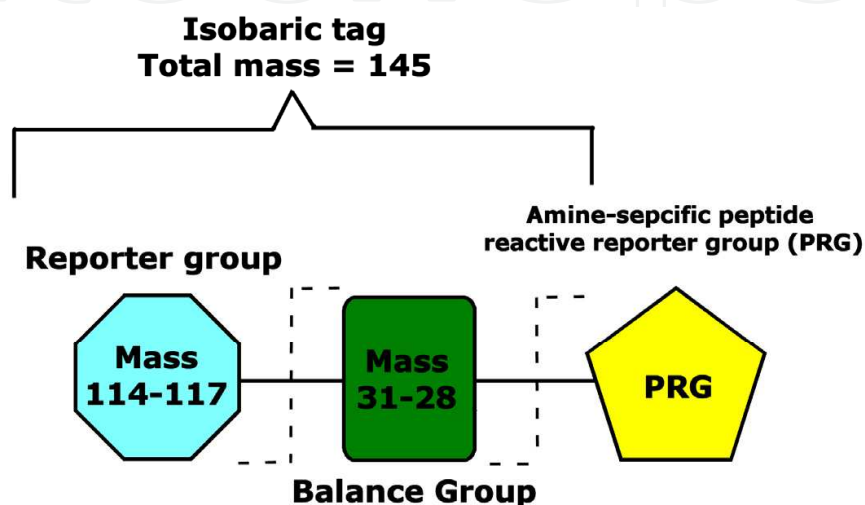 Isobaric tag
Total mass = 145
Amine-sepcific peptide
reactive reporter group (PRG)
Reporter group
Mass
114-117
Mass
31-28
PRG
Balance Group